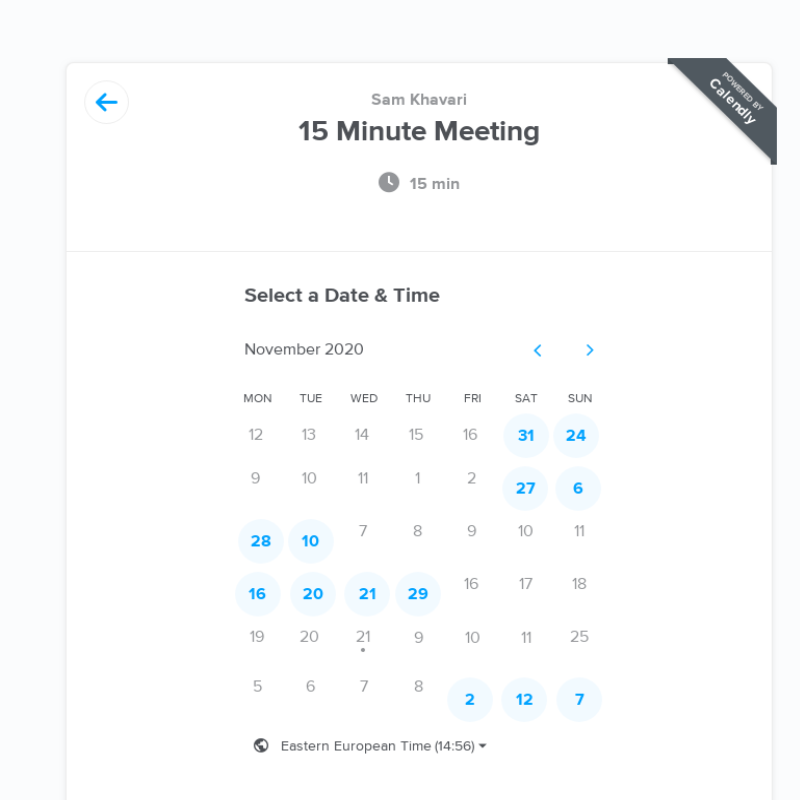 POWERED BY
Calendly
Sam Khavari
15 Minute Meeting
15 min
Select a Date & Time
November 2020
MON TUE WED THU FRI SAT SUN
12 13 14 15 16 31 24
9 10 11 1 2 27 6
28 10 7 8 9 10 11
16 20 21 29 16 17 18
19 20 21 9 10 11 25
5 6 7 8 2 12 7
Eastern European Time (14:56)